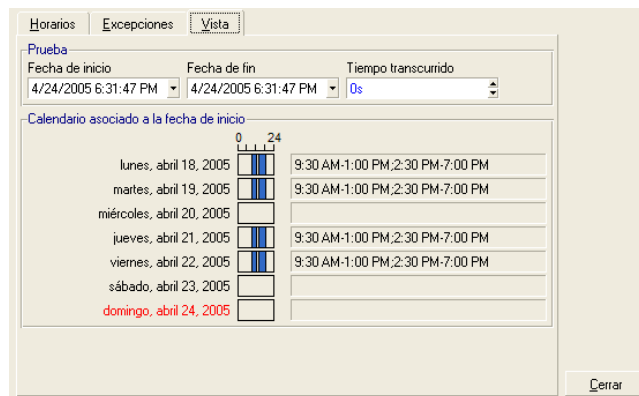 Horarios Excepciones Vista
Prueba
Fecha de inicio Fecha de fin Tiempo transcurrido
4/24/2005 6:31:47 PM 4/24/2005 6:31:47 PM 0s
Calendario asociado a la fecha de inicio
0 24
lunes, abril 18, 2005 9:30 AM-1:00 PM;2:30 PM-7:00 PM
martes, abril 19, 2005 9:30 AM-1:00 PM;2:30 PM-7:00 PM
miércoles, abril 20, 2005
jueves, abril 21, 2005 9:30 AM-1:00 PM;2:30 PM-7:00 PM
viernes, abril 22, 2005 9:30 AM-1:00 PM;2:30 PM-7:00 PM
sábado, abril 23, 2005
domingo, abril 24, 2005
Cerrar